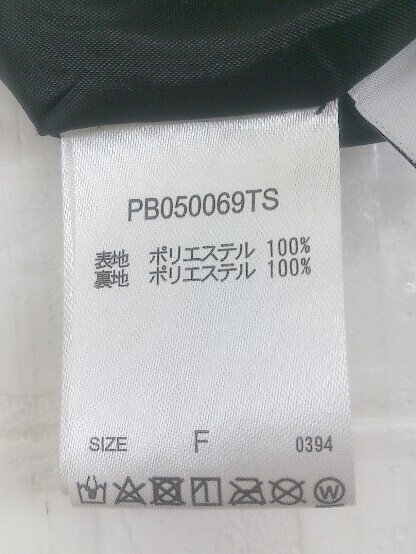 PB050069TS
表地 ポリエステル 100%
裏地 ポリエステル 100%
SIZE F 0394
W